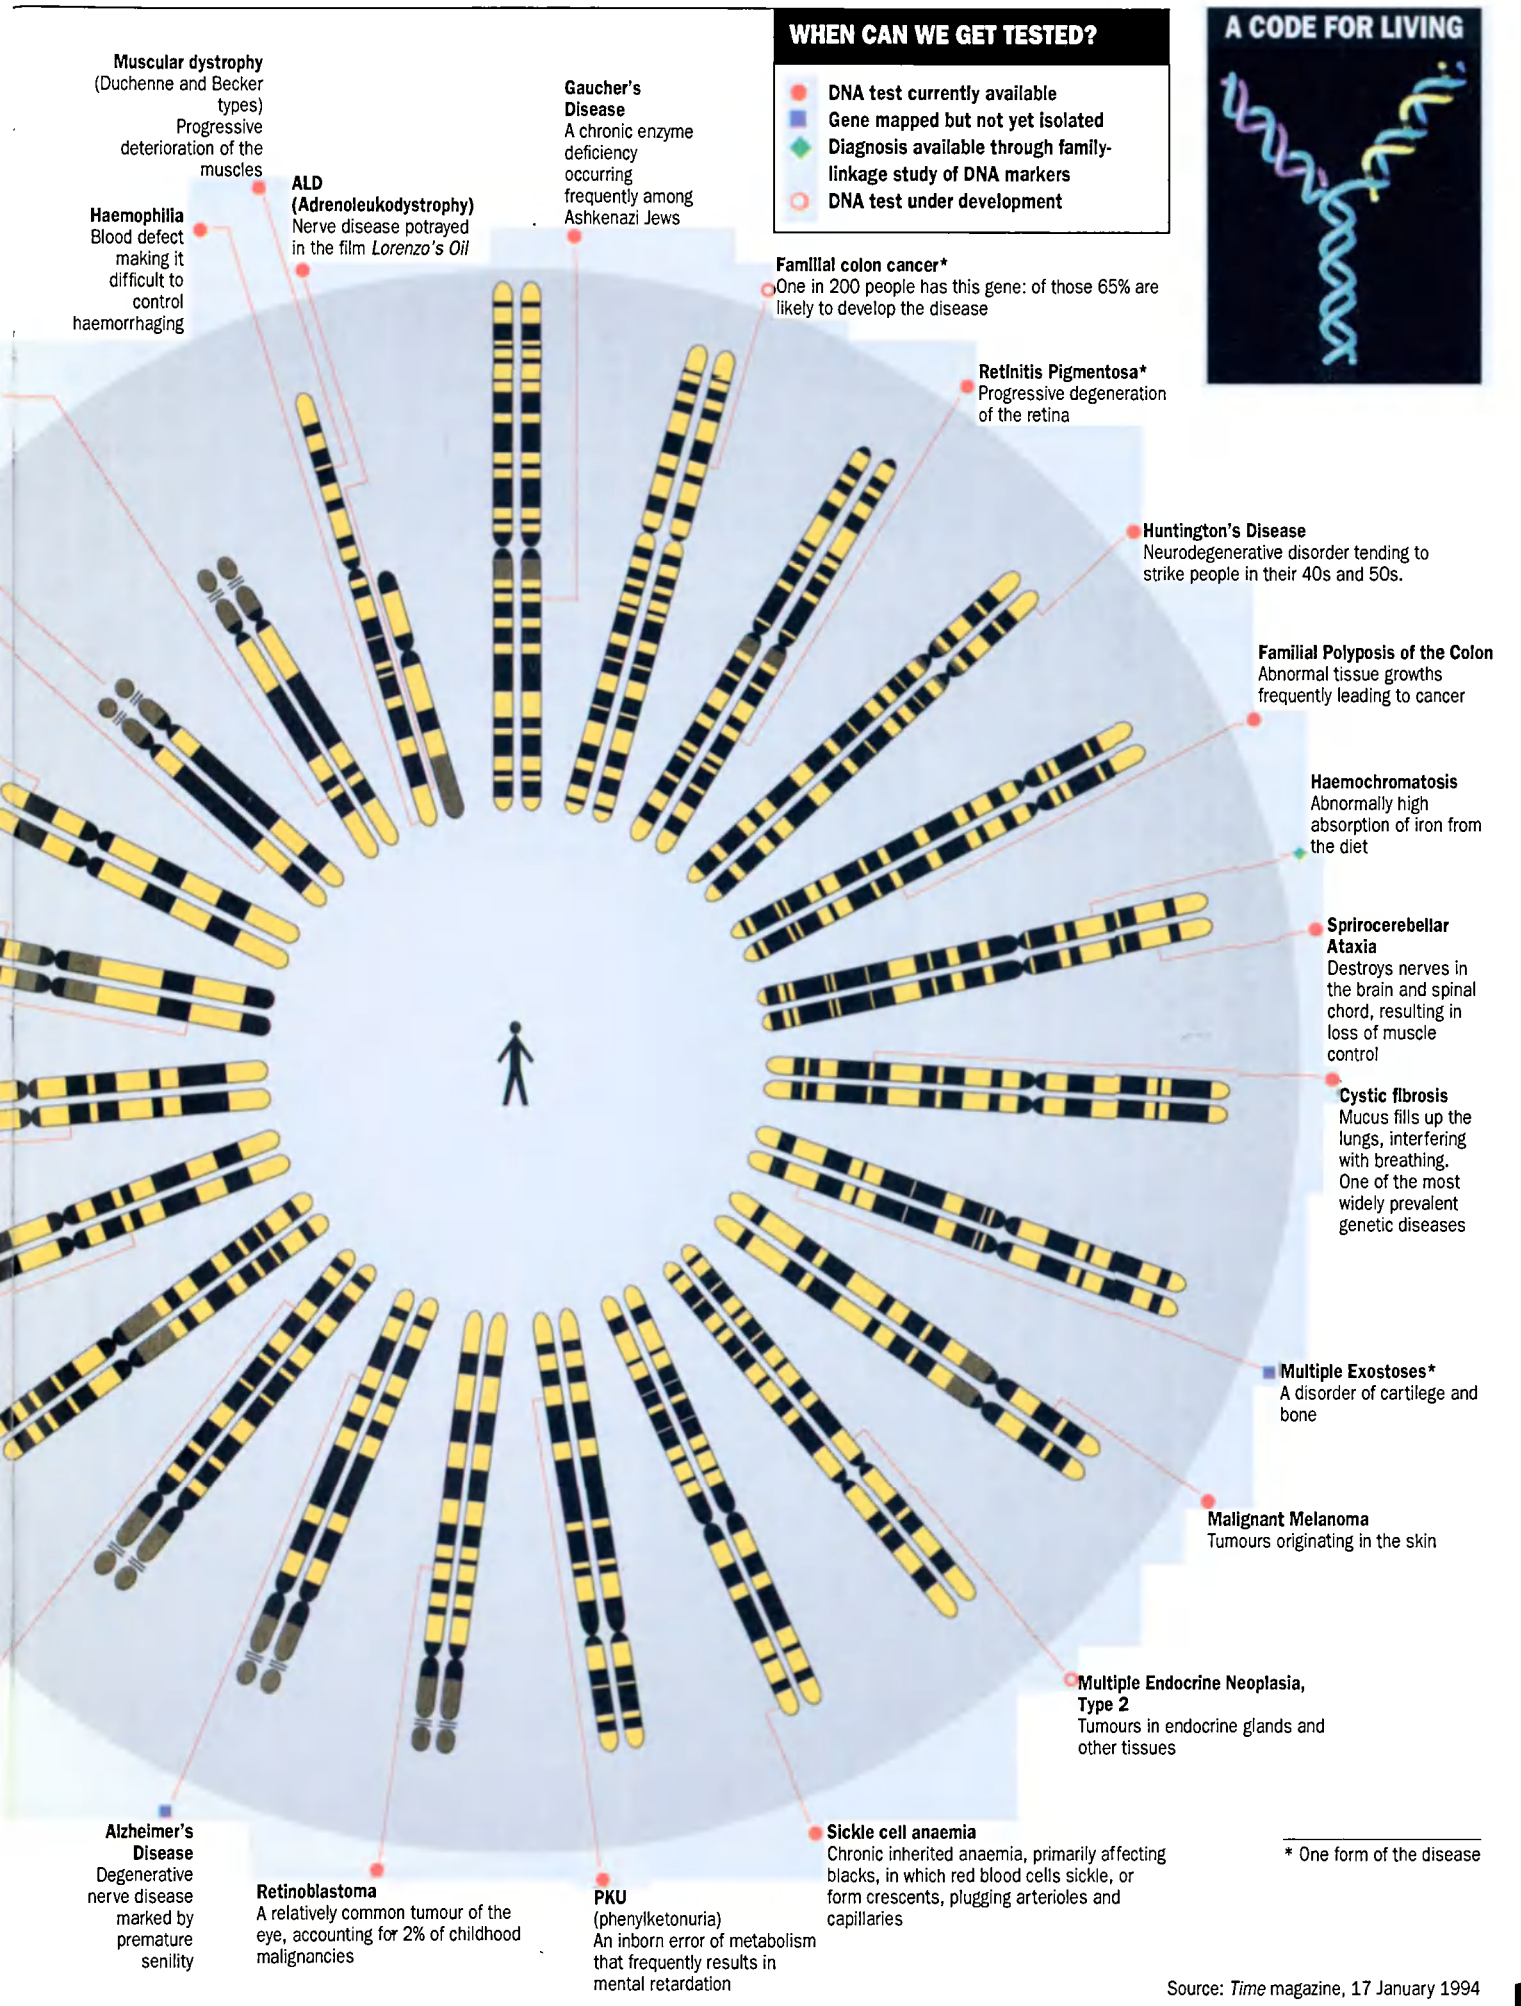 WHEN CAN WE GET TESTED?
DNA test currently available
Gene mapped but not yet isolated
Diagnosis available through family-
linkage study of DNA markers
DNA test under development
A CODE FOR LIVING
Muscular dystrophy
(Duchenne and Becker
types)
Progressive
deterioration of the
muscles
Haemophilia
Blood defect
making it
difficult to
control
haemorrhaging
ALD
(Adrenoleukodystrophy)
Nerve disease potrayed
in the film Lorenzo's Oil
Gaucher's
Disease
A chronic enzyme
deficiency
occurring
frequently among
Ashkenazi Jews
Familial colon cancer*
One in 200 people has this gene: of those 65% are
likely to develop the disease
Retinitis Pigmentosa*
Progressive degeneration
of the retina
Huntington's Disease
Neurodegenerative disorder tending to
strike people in their 40s and 50s.
Familial Polyposis of the Colon
Abnormal tissue growths
frequently leading to cancer
Haemochromatosis
Abnormally high
absorption of iron from
the diet
Sprirocerebellar
Ataxia
Destroys nerves in
the brain and spinal
chord, resulting in
loss of muscle
control
Cystic fibrosis
Mucus fills up the
lungs, interfering
with breathing.
One of the most
widely prevalent
genetic diseases
Multiple Exostoses*
A disorder of cartilege and
bone
Malignant Melanoma
Tumours originating in the skin
Multiple Endocrine Neoplasia,
Type 2
Tumours in endocrine glands and
other tissues
Sickle cell anaemia
Chronic inherited anaemia, primarily affecting
blacks, in which red blood cells sickle, or
form crescents, plugging arterioles and
capillaries
PKU
(phenylketonuria)
An inborn error of metabolism
that frequently results in
mental retardation
Retinoblastoma
A relatively common tumour of the
eye, accounting for 2% of childhood
malignancies
Alzheimer's
Disease
Degenerative
nerve disease
marked by
premature
senility
* One form of the disease
Source: Time magazine, 17 January 1994